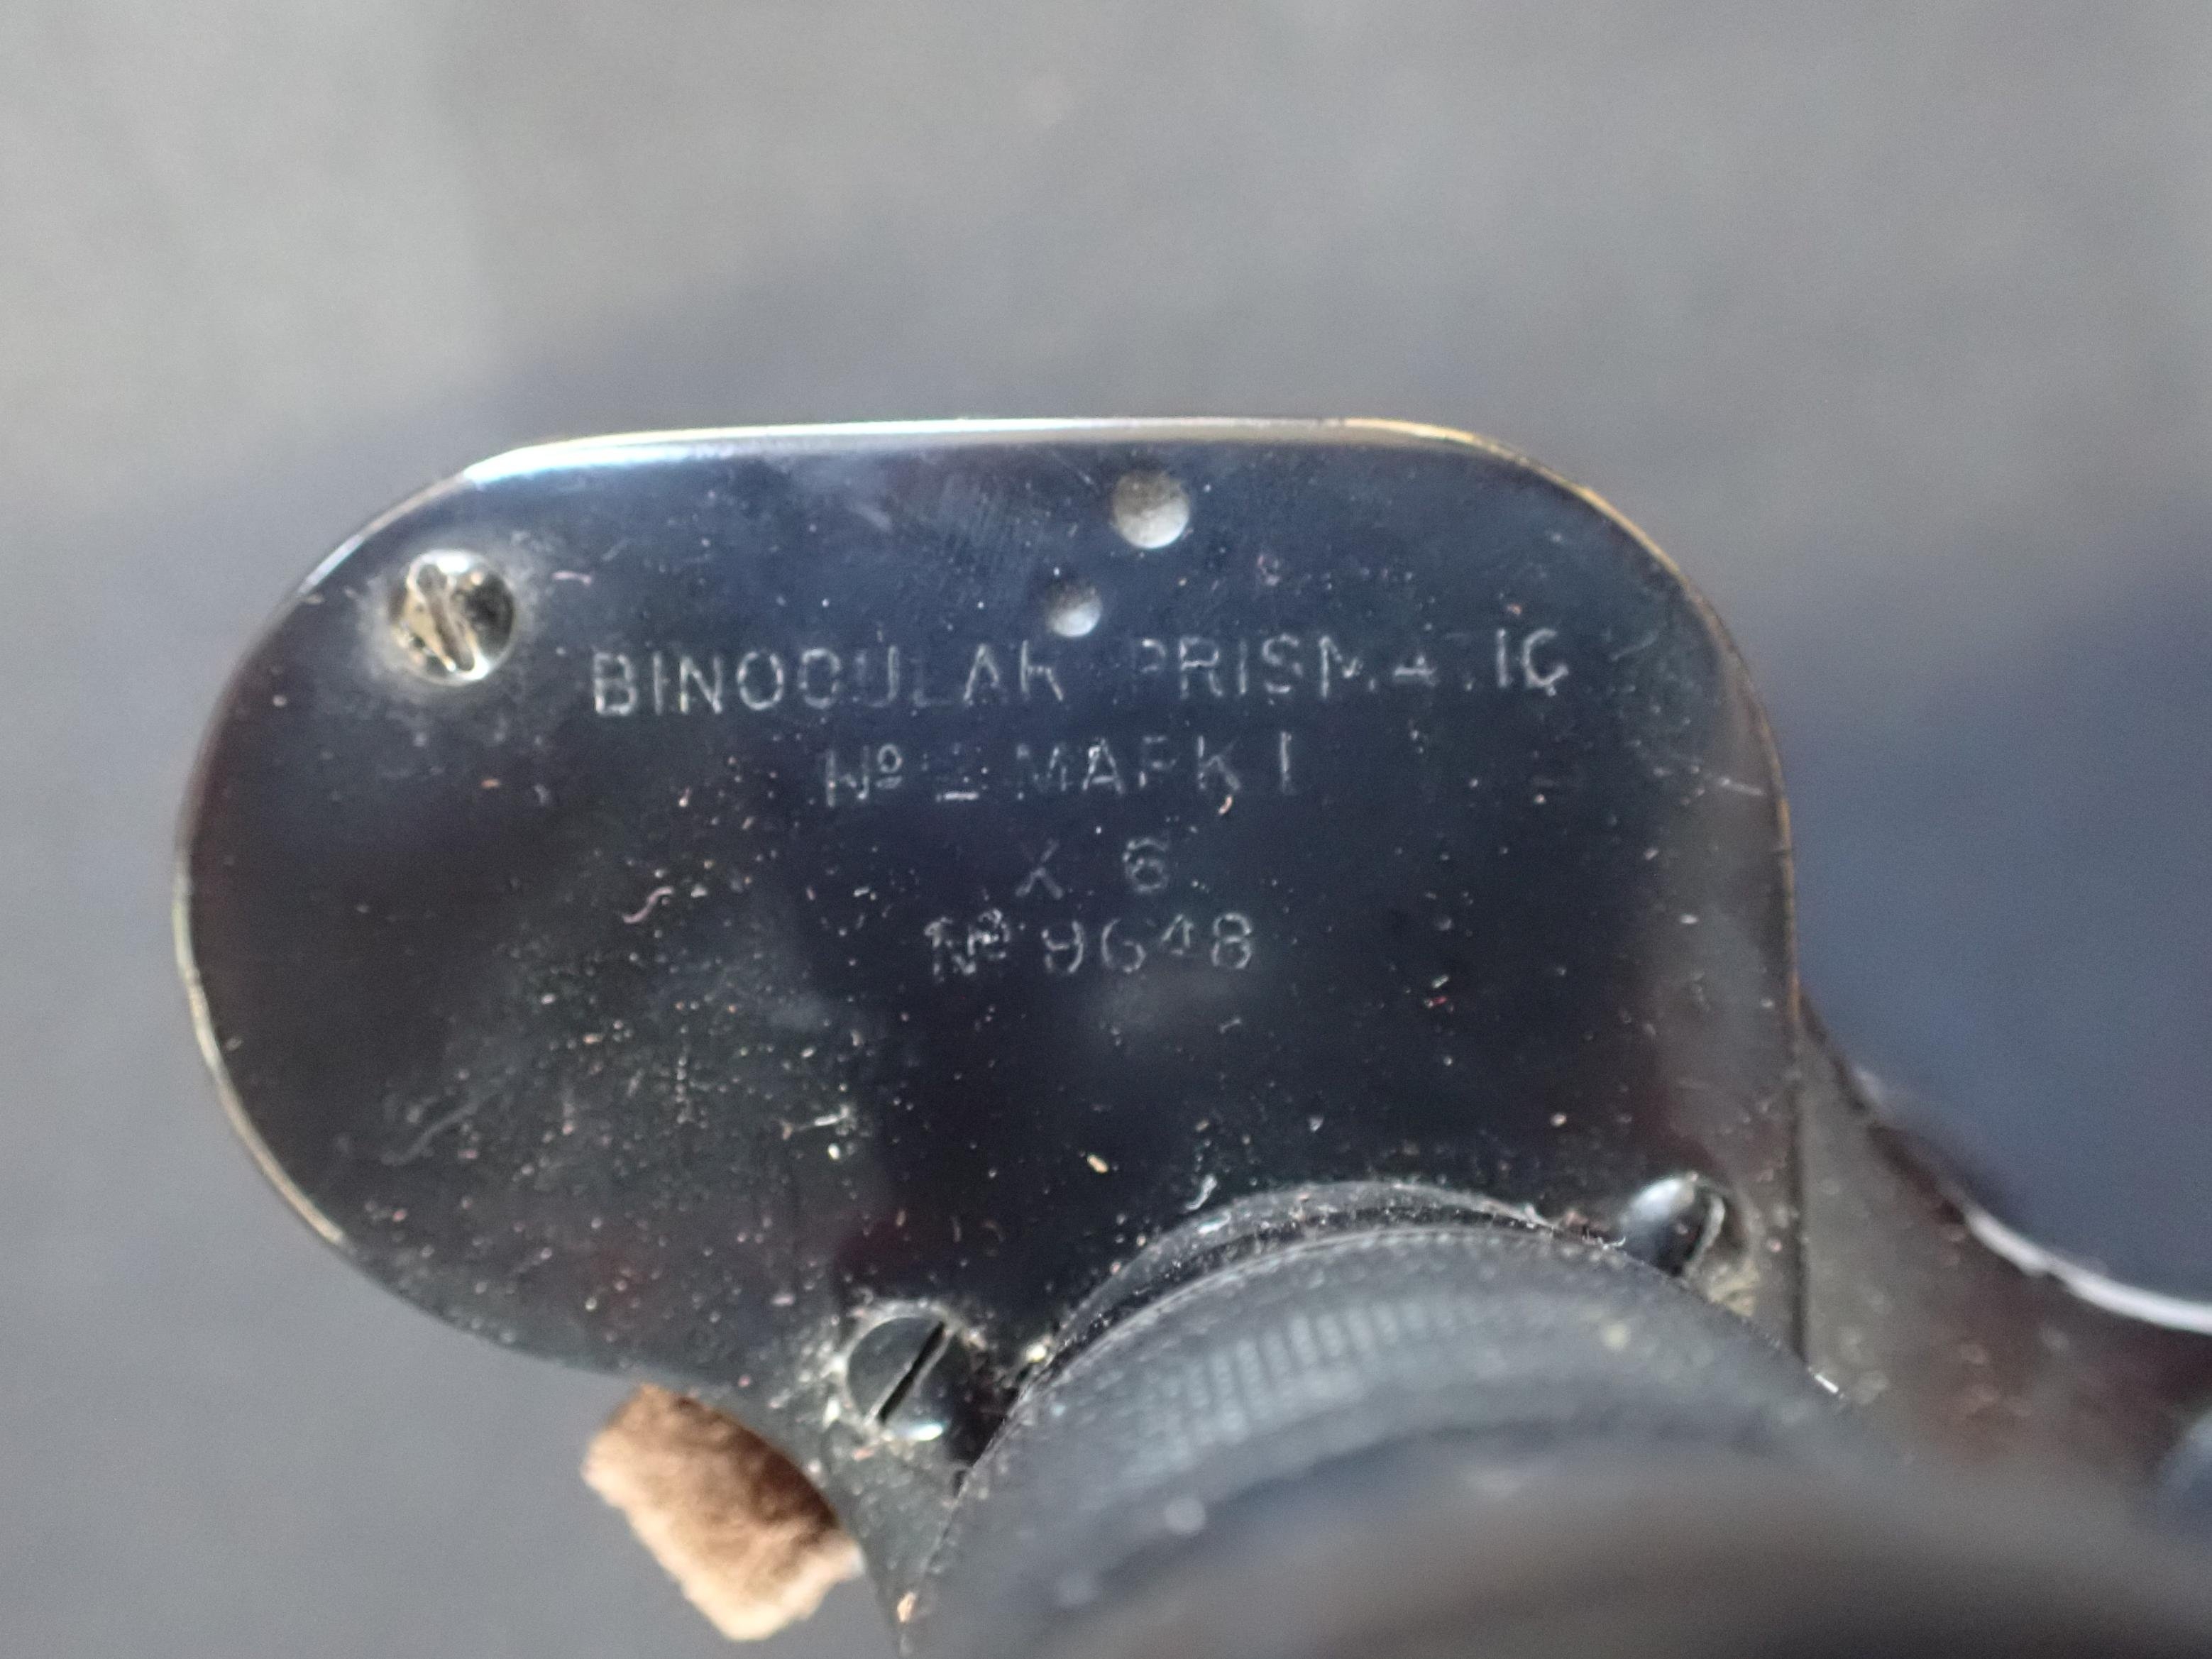 BINOCULAR PRISMATIC
Nº 2 MARK I
X 6
Nº 9648